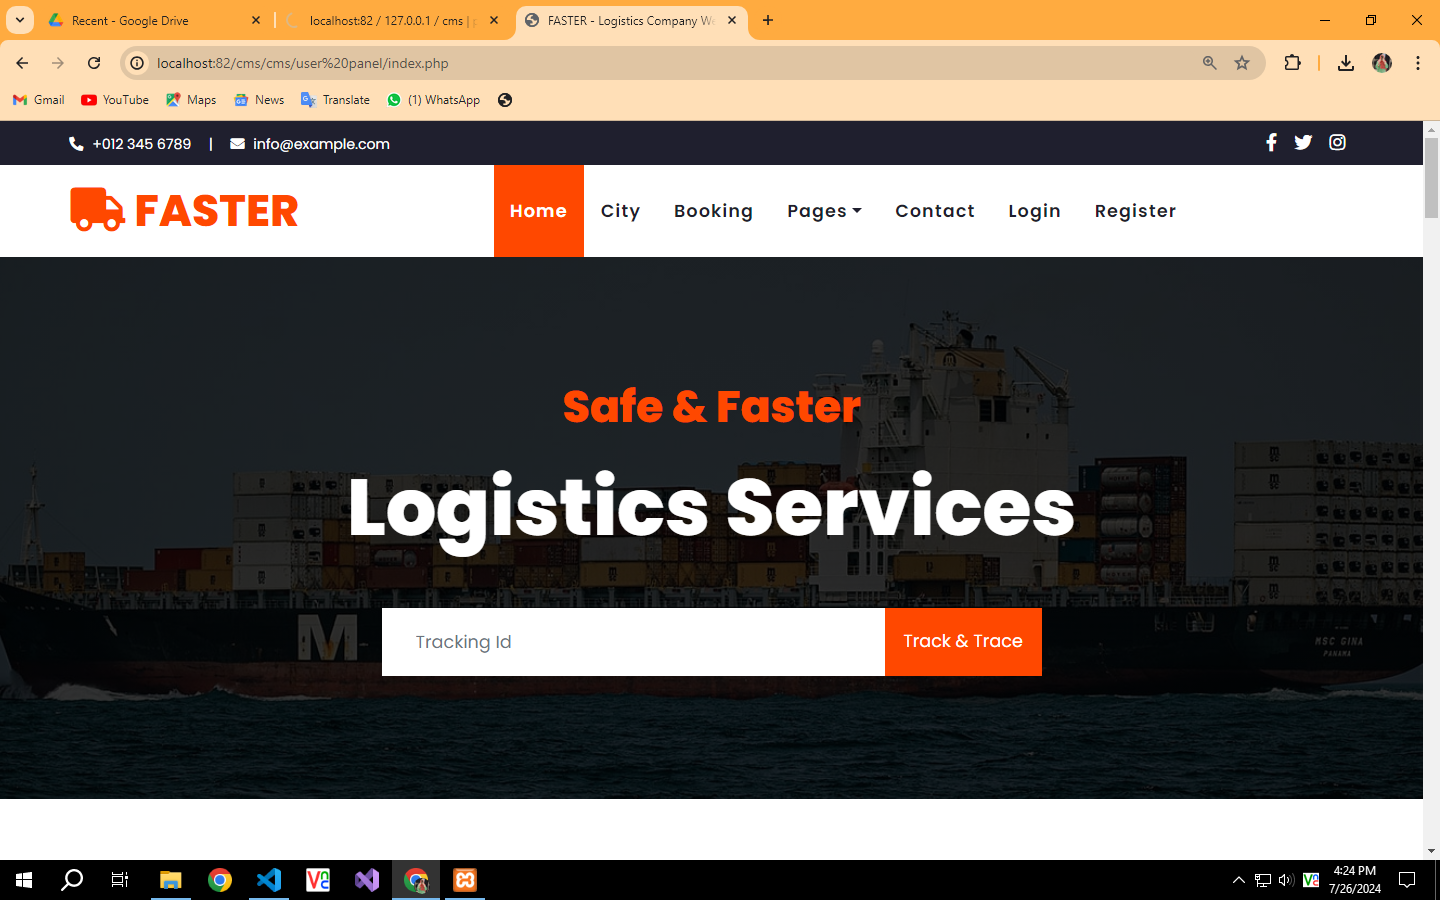 Recent - Google Drive
localhost:82 / 127.0.0.1 / cms | p
FASTER - Logistics Company We
localhost:82/cms/cms/user%20panel/index.php
Gmail
YouTube
Maps
News
Translate
(1) WhatsApp
+012 345 6789 | info@example.com
FASTER
Home
City
Booking
Pages
Contact
Login
Register
Safe & Faster
Logistics Services
Tracking Id
Track & Trace
M
MSC GINA
PANAMA
4:24 PM
7/26/2024